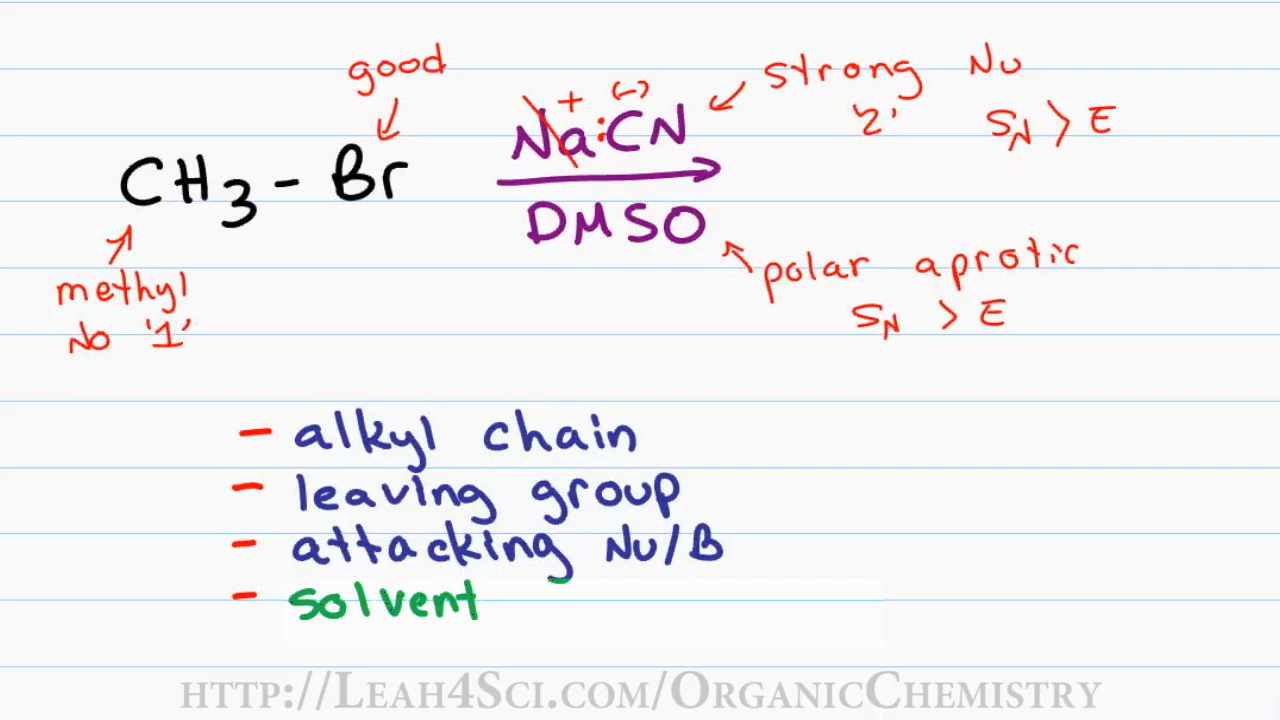 good
strong Nu
'2' SN > E
+ (-)
Na:CN
CH3 - Br
DMSO
methyl
No '1'
polar aprotic
SN > E
- alkyl chain
- leaving group
- attacking Nu/B
- solvent
HTTP://LEAH4SCI.COM/ORGANICCHEMISTRY